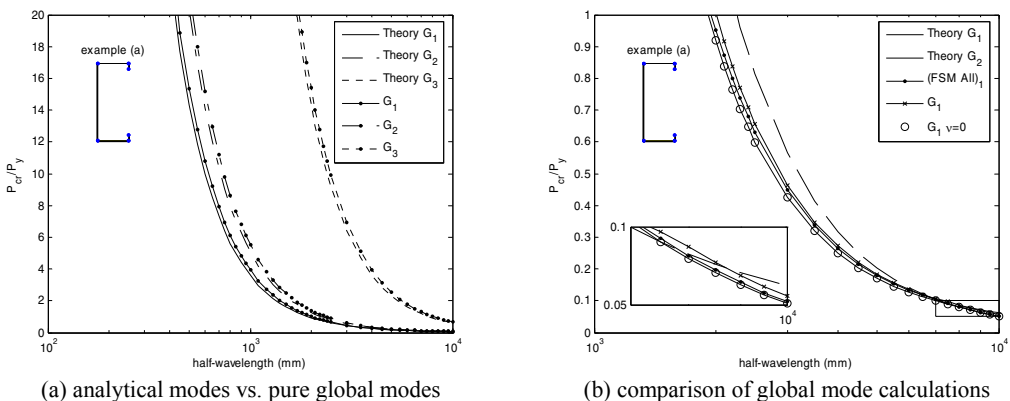 20
18
16
14
12
10
8
6
4
2
0
P_cr/P_y
10^2
10^3
10^4
half-wavelength (mm)
example (a)
Theory G_1
Theory G_2
Theory G_3
G_1
G_2
G_3
(a) analytical modes vs. pure global modes
1
0.9
0.8
0.7
0.6
0.5
0.4
0.3
0.2
0.1
0
P_cr/P_y
10^3
10^4
half-wavelength (mm)
example (a)
Theory G_1
Theory G_2
(FSM All)_1
G_1
G_1 ν=0
0.1
0.05
10^4
(b) comparison of global mode calculations